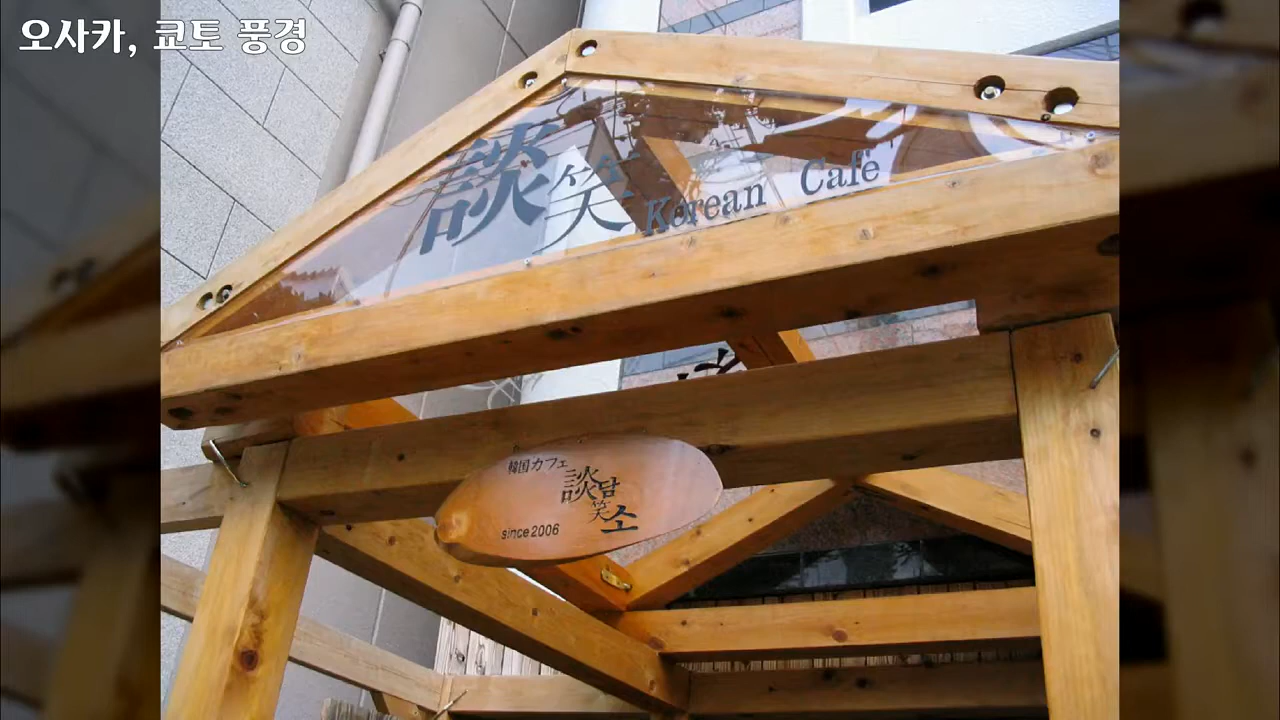 오사카, 쿄토 풍경
談笑 Korean Café
韓国カフェ
談담
笑소
since 2006